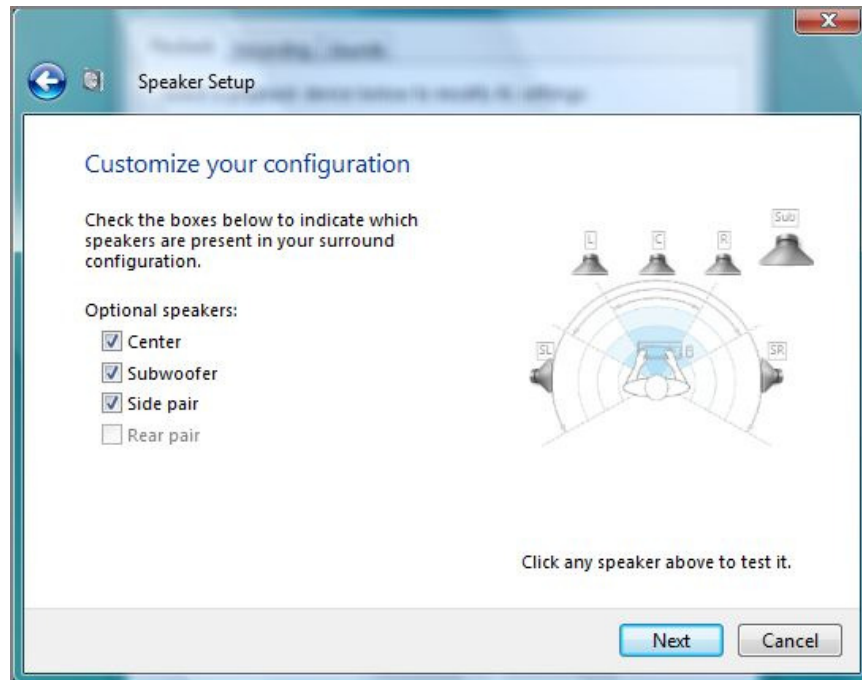 Speaker Setup
Customize your configuration
Check the boxes below to indicate which
speakers are present in your surround
configuration.
Optional speakers:
Center
Subwoofer
Side pair
Rear pair
Sub
L C R
SL SR
Click any speaker above to test it.
Next Cancel